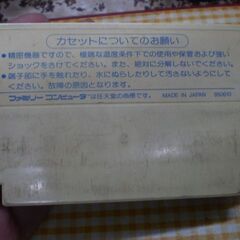 カセットについてのお願い
●精密機器ですので、極端な温度条件下での使用や保管および強い
ショックをさけてください。また、絶対に分解しないでください。
●端子部に手を触れたり、水にぬらしたりして汚さないようにして
ください。故障の原因となります。
ファミリーコンピュータは任天堂の商標です。 MADE IN JAPAN